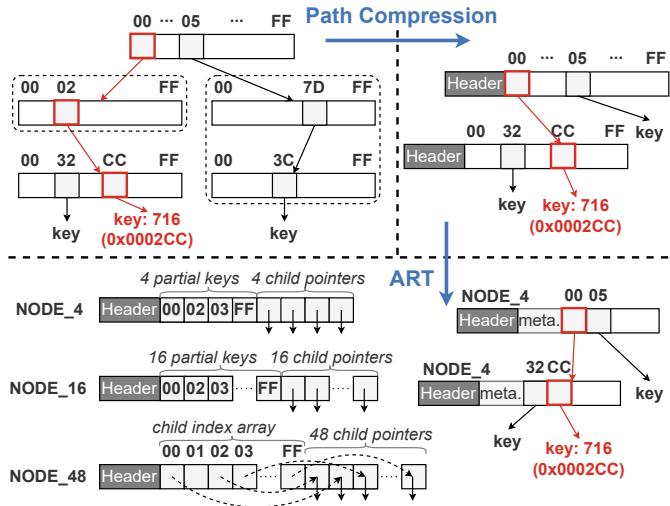 Path Compression
00 ··· 05 ··· FF
00 02 FF
00 7D FF
00 32 CC FF
00 3C FF
key
key: 716
(0x0002CC)
key
00 ··· 05 ··· FF
Header
key
00 32 CC FF
Header
key
key: 716
(0x0002CC)
ART
4 partial keys 4 child pointers
NODE_4 Header 00 02 03 FF
16 partial keys 16 child pointers
NODE_16 Header 00 02 03 ····· FF
child index array
00 01 02 03 FF 48 child pointers
NODE_48 Header ····· ·····
NODE_4 00 05
Header meta.
NODE_4 32 CC
Header meta.
key
key
key: 716
(0x0002CC)